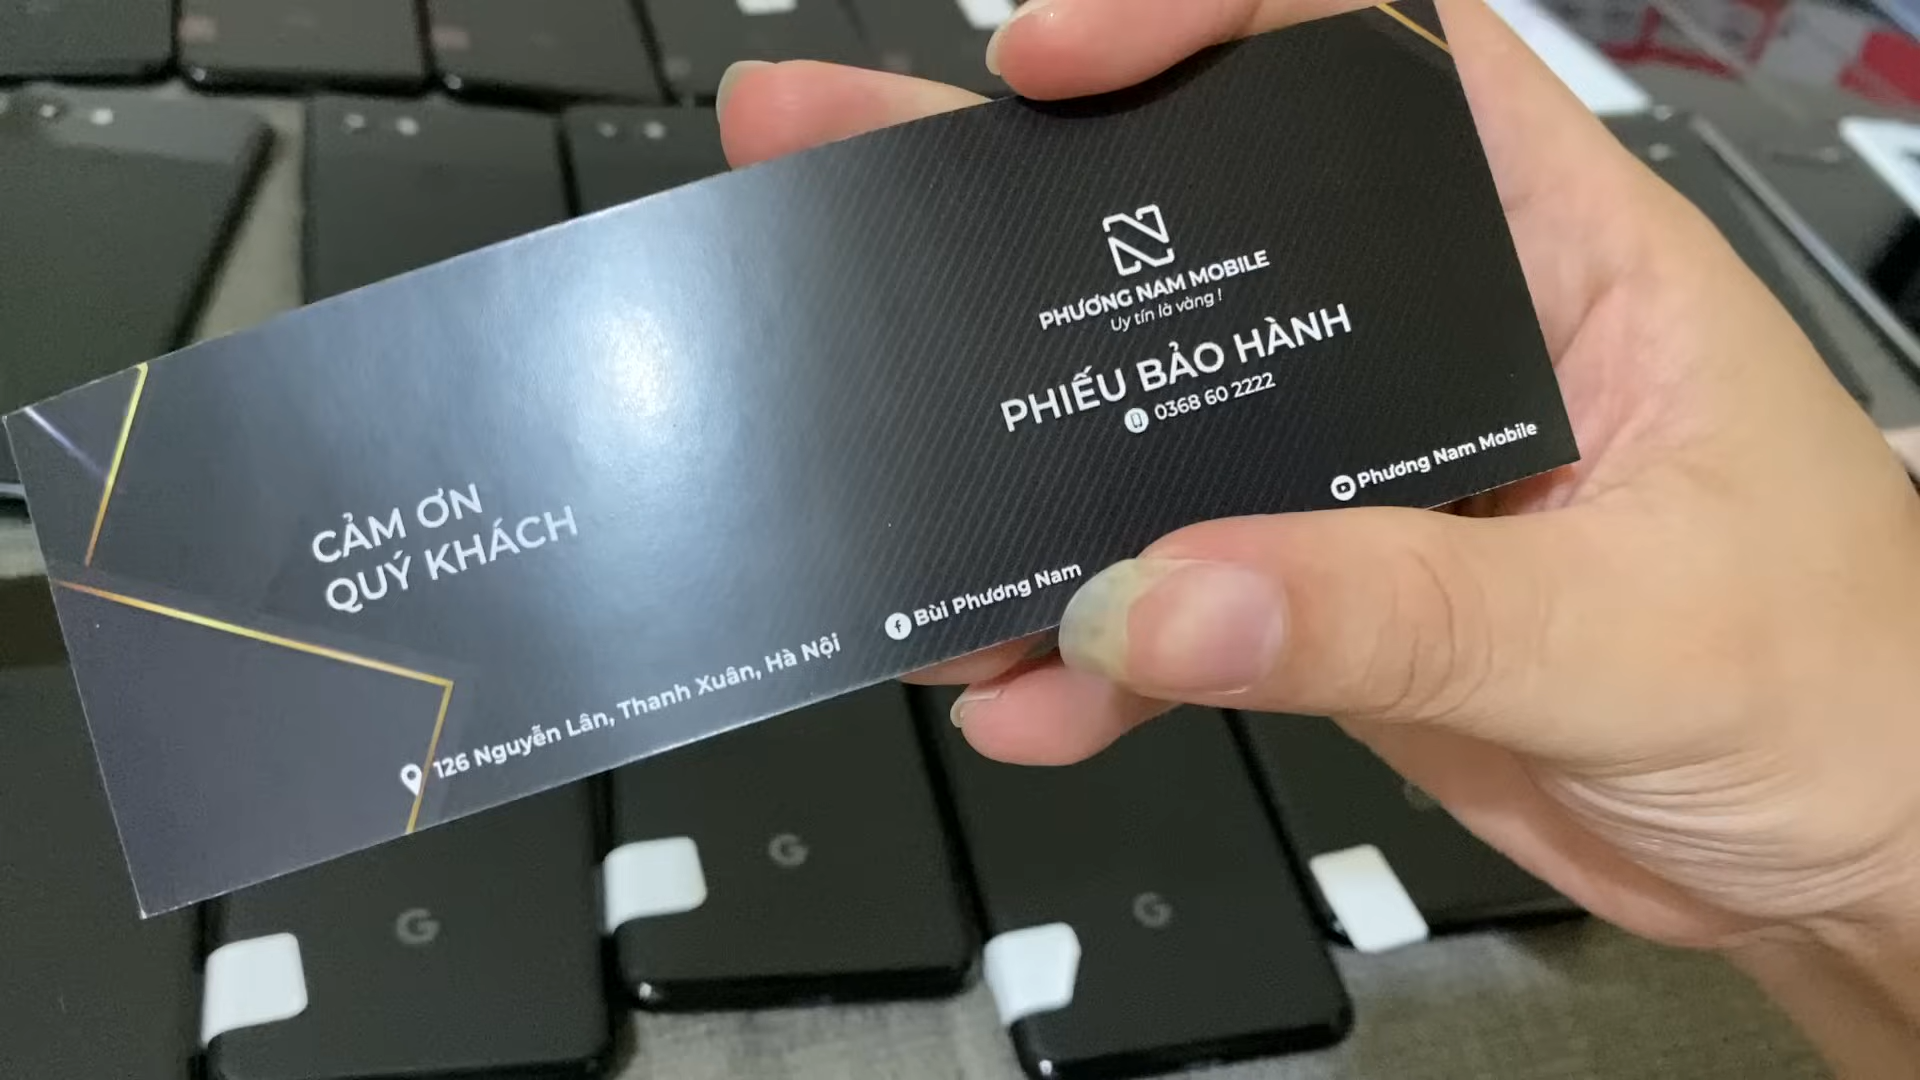 PHƯƠNG NAM MOBILE
Uy tín là vàng !
PHIẾU BẢO HÀNH
0368 60 2222
CẢM ƠN
QUÝ KHÁCH
126 Nguyễn Lân, Thanh Xuân, Hà Nội
Bùi Phương Nam
Phương Nam Mobile
G
G
G